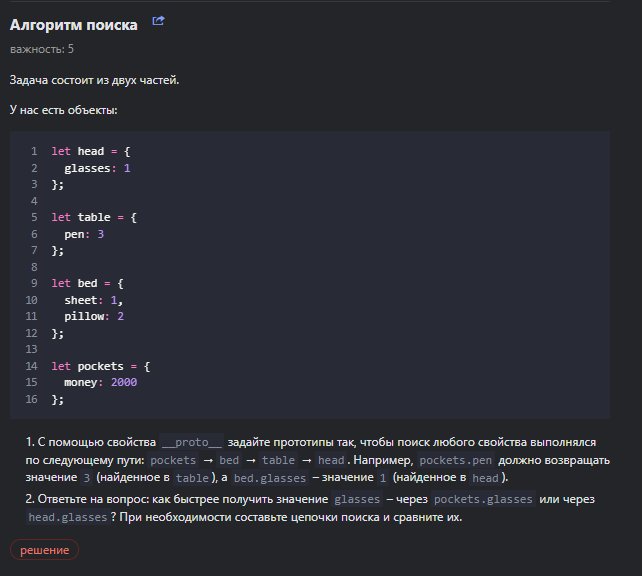 Алгоритм поиска
важность: 5
Задача состоит из двух частей.
У нас есть объекты:
1 let head = {
2   glasses: 1
3 };
4
5 let table = {
6   pen: 3
7 };
8
9 let bed = {
10   sheet: 1,
11   pillow: 2
12 };
13
14 let pockets = {
15   money: 2000
16 };
1. С помощью свойства __proto__ задайте прототипы так, чтобы поиск любого свойства выполнялся
по следующему пути: pockets → bed → table → head. Например, pockets.pen должно возвращать
значение 3 (найденное в table), а bed.glasses – значение 1 (найденное в head).
2. Ответьте на вопрос: как быстрее получить значение glasses – через pockets.glasses или через
head.glasses? При необходимости составьте цепочки поиска и сравните их.
решение